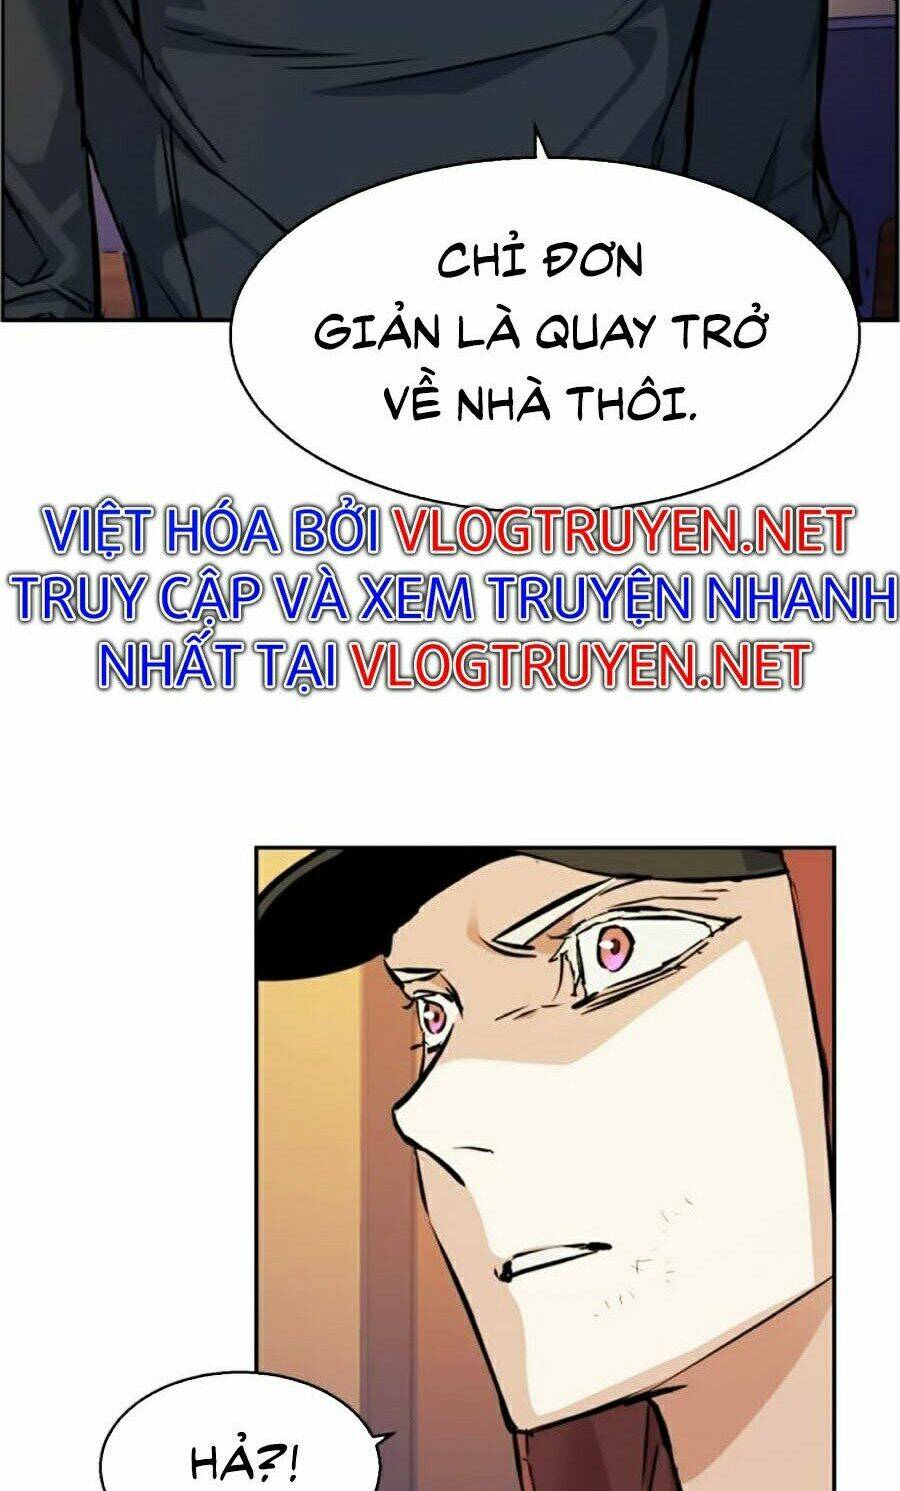 CHỈ ĐƠN
GIẢN LÀ QUAY TRỞ
VỀ NHÀ THÔI.
VIỆT HÓA BỞI VLOGTRUYEN.NET
TRUY CẬP VÀ XEM TRUYỆN NHANH
NHẤT TẠI VLOGTRUYEN.NET
HẢ?!